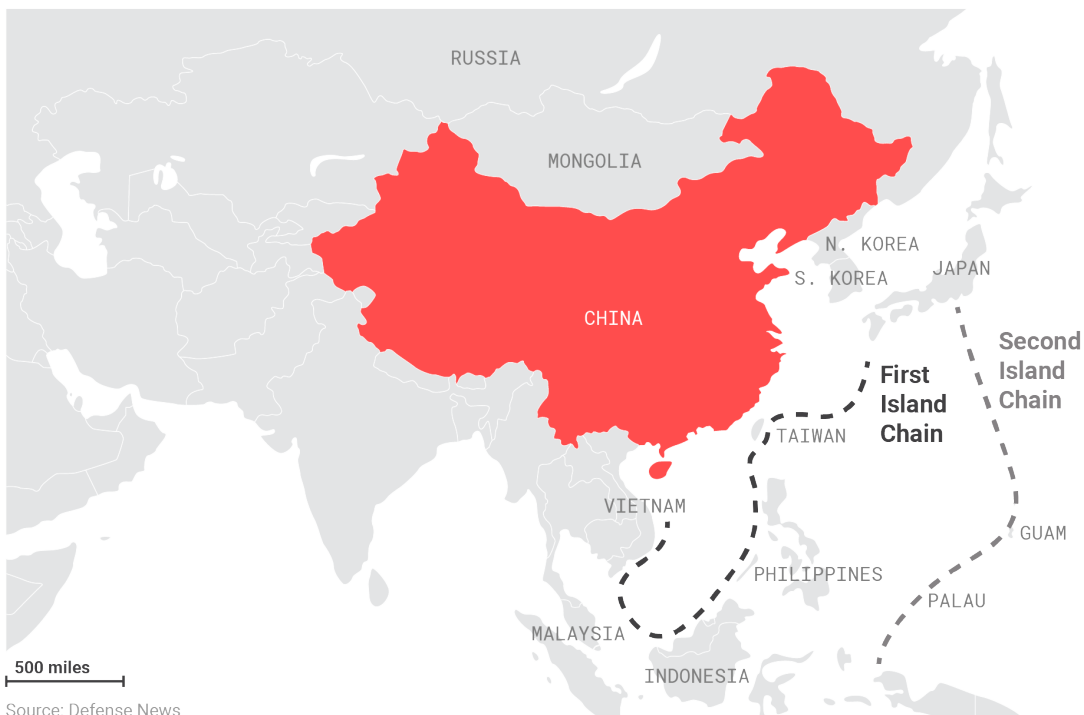 RUSSIA
MONGOLIA
N. KOREA
JAPAN
S. KOREA
CHINA
Second
Island
Chain
First
Island
Chain
TAIWAN
VIETNAM
GUAM
PHILIPPINES
PALAU
MALAYSIA
INDONESIA
500 miles
Source: Defense News